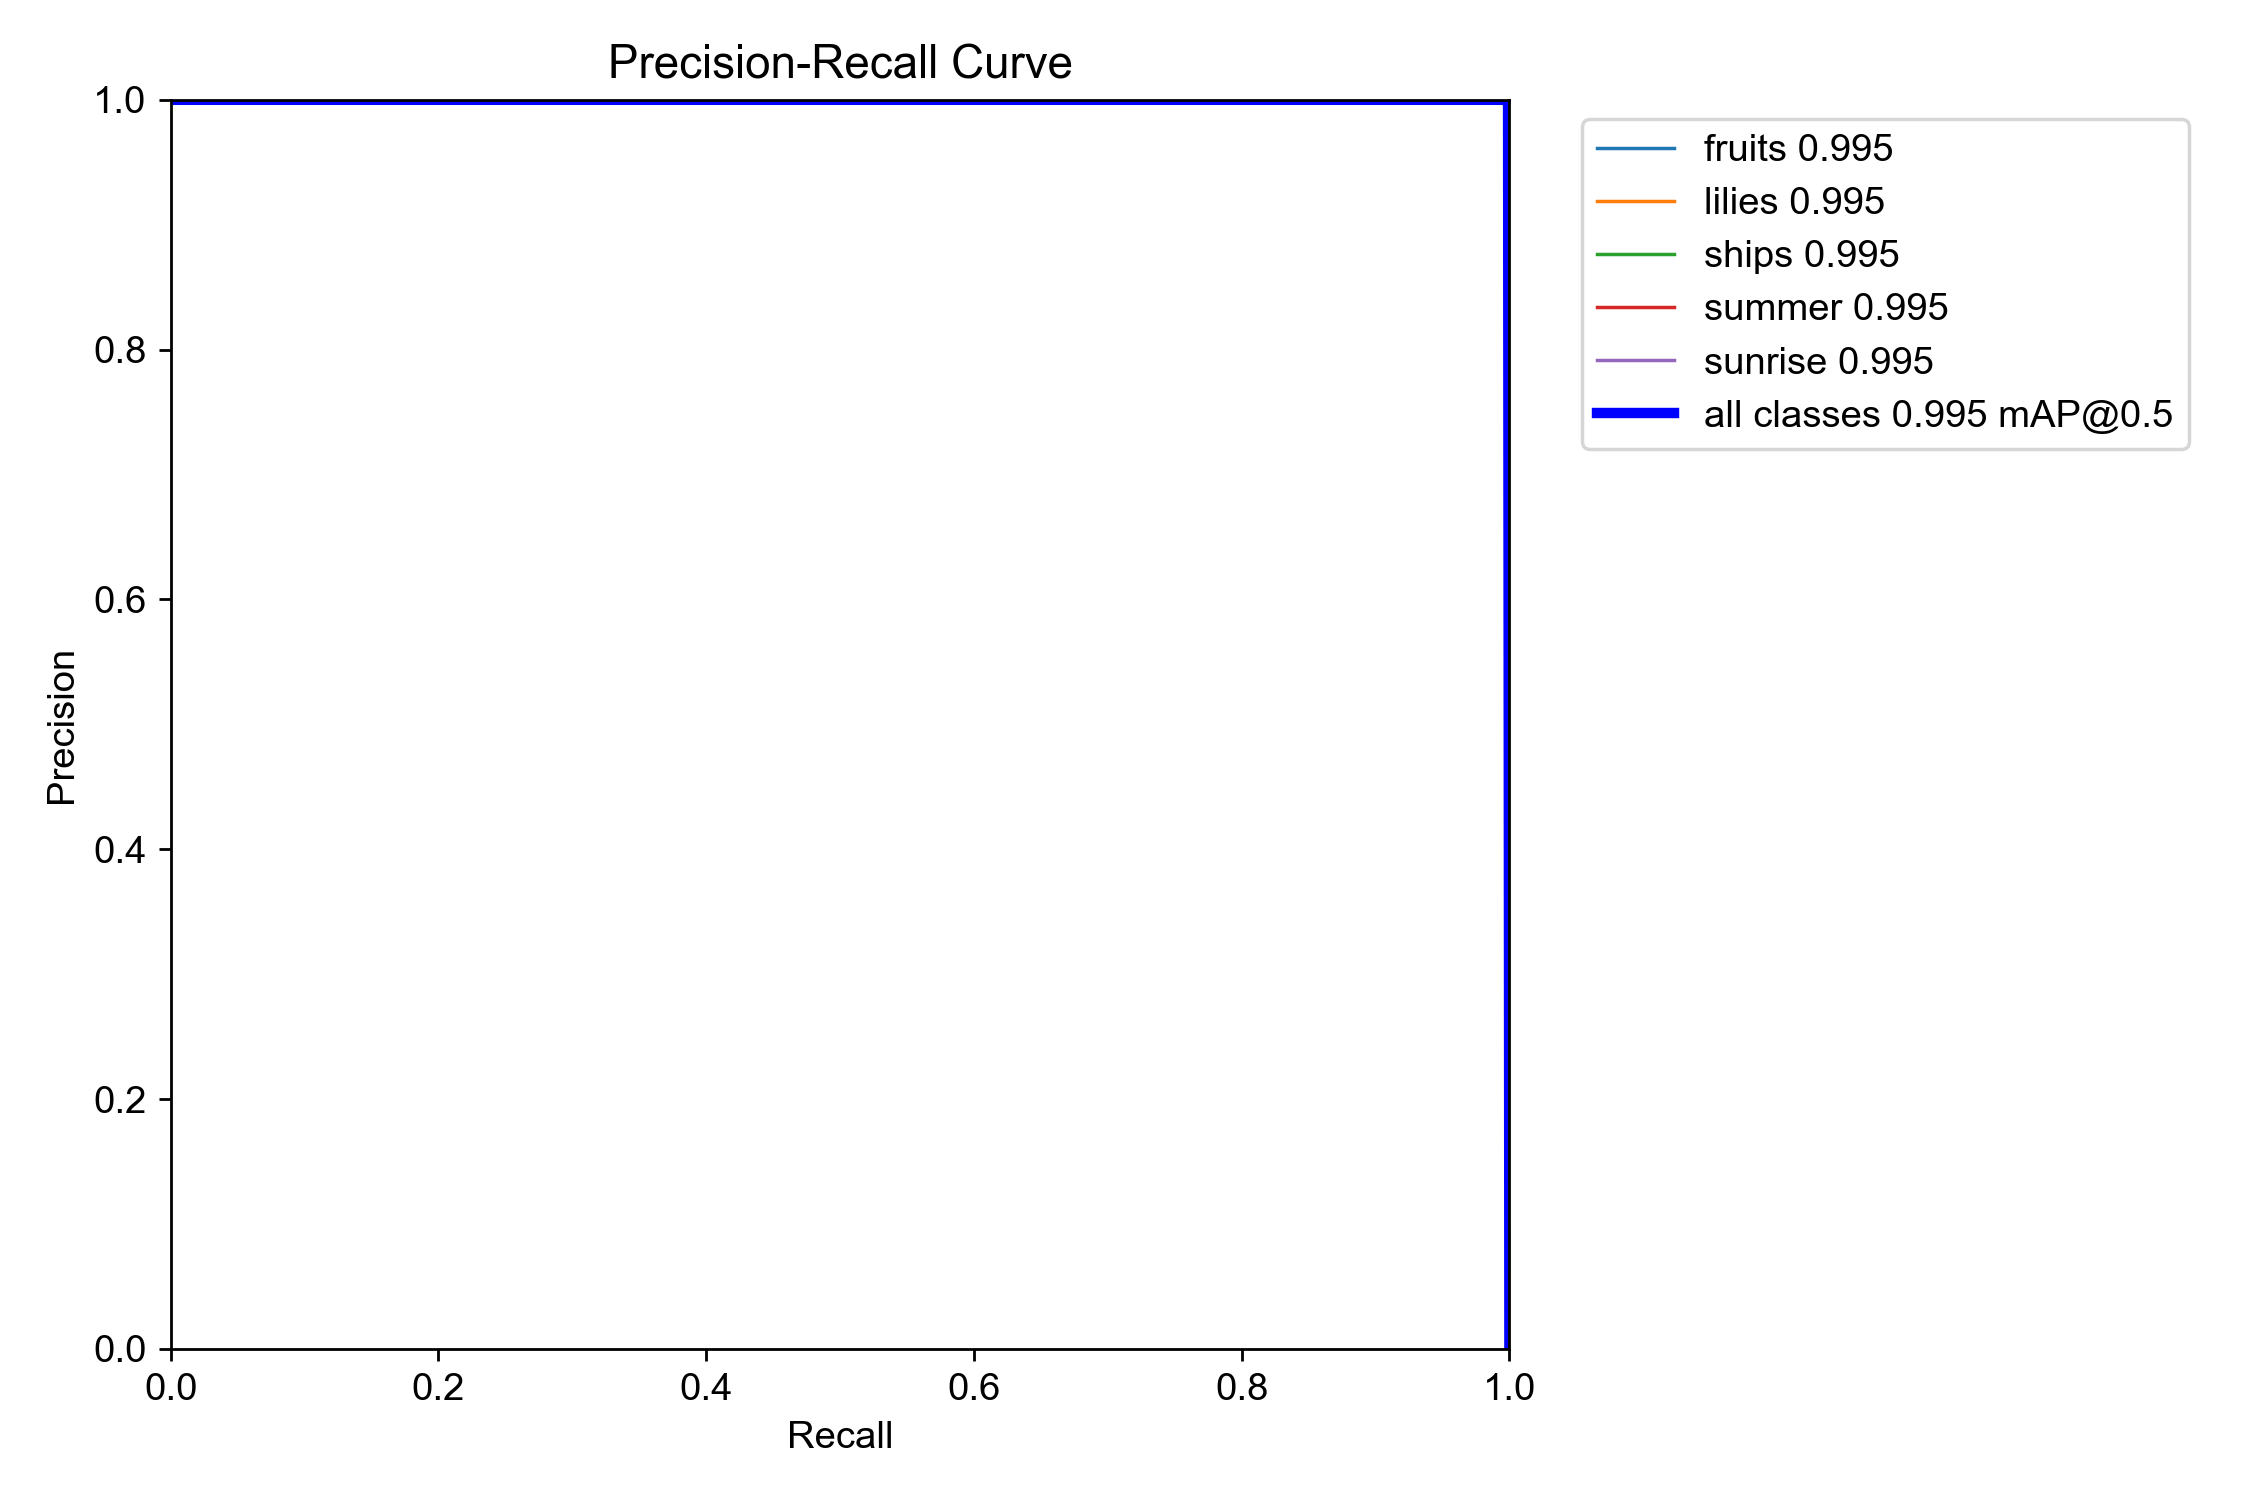 Precision-Recall Curve
1.0
0.8
0.6
0.4
0.2
0.0
Precision
0.0 0.2 0.4 0.6 0.8 1.0
Recall
fruits 0.995
lilies 0.995
ships 0.995
summer 0.995
sunrise 0.995
all classes 0.995 mAP@0.5